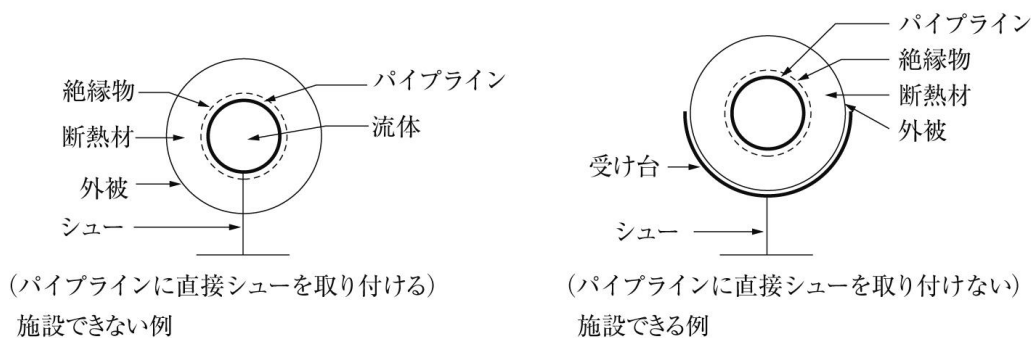 絶縁物
パイプライン
断熱材
流体
外被
シュー
(パイプラインに直接シューを取り付ける)
施設できない例
パイプライン
絶縁物
断熱材
外被
受け台
シュー
(パイプラインに直接シューを取り付けない)
施設できる例